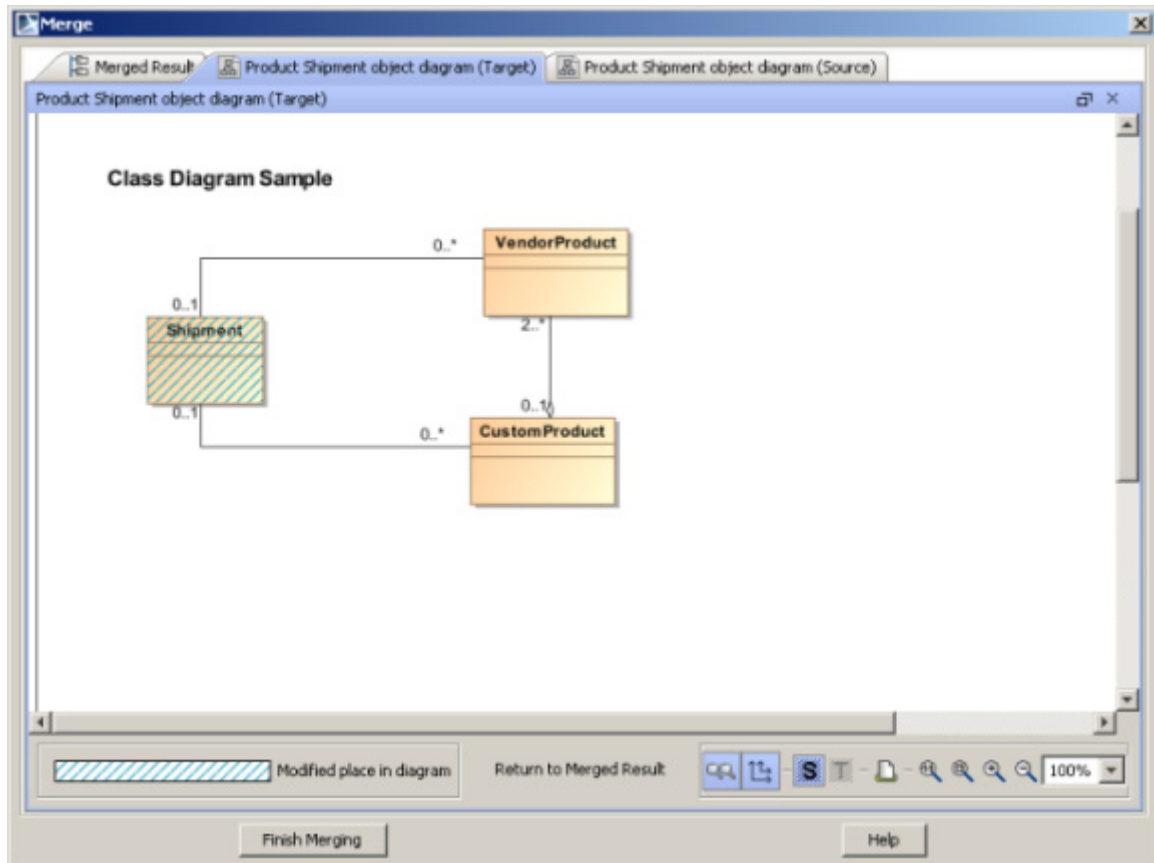 Merge
Merged Result
Product Shipment object diagram (Target)
Product Shipment object diagram (Source)
Product Shipment object diagram (Target)
Class Diagram Sample
0..*
VendorProduct
0..1
Shipment
2..*
0..1
0..1
0..*
CustomProduct
Modified place in diagram
Return to Merged Result
S
T
100%
Finish Merging
Help